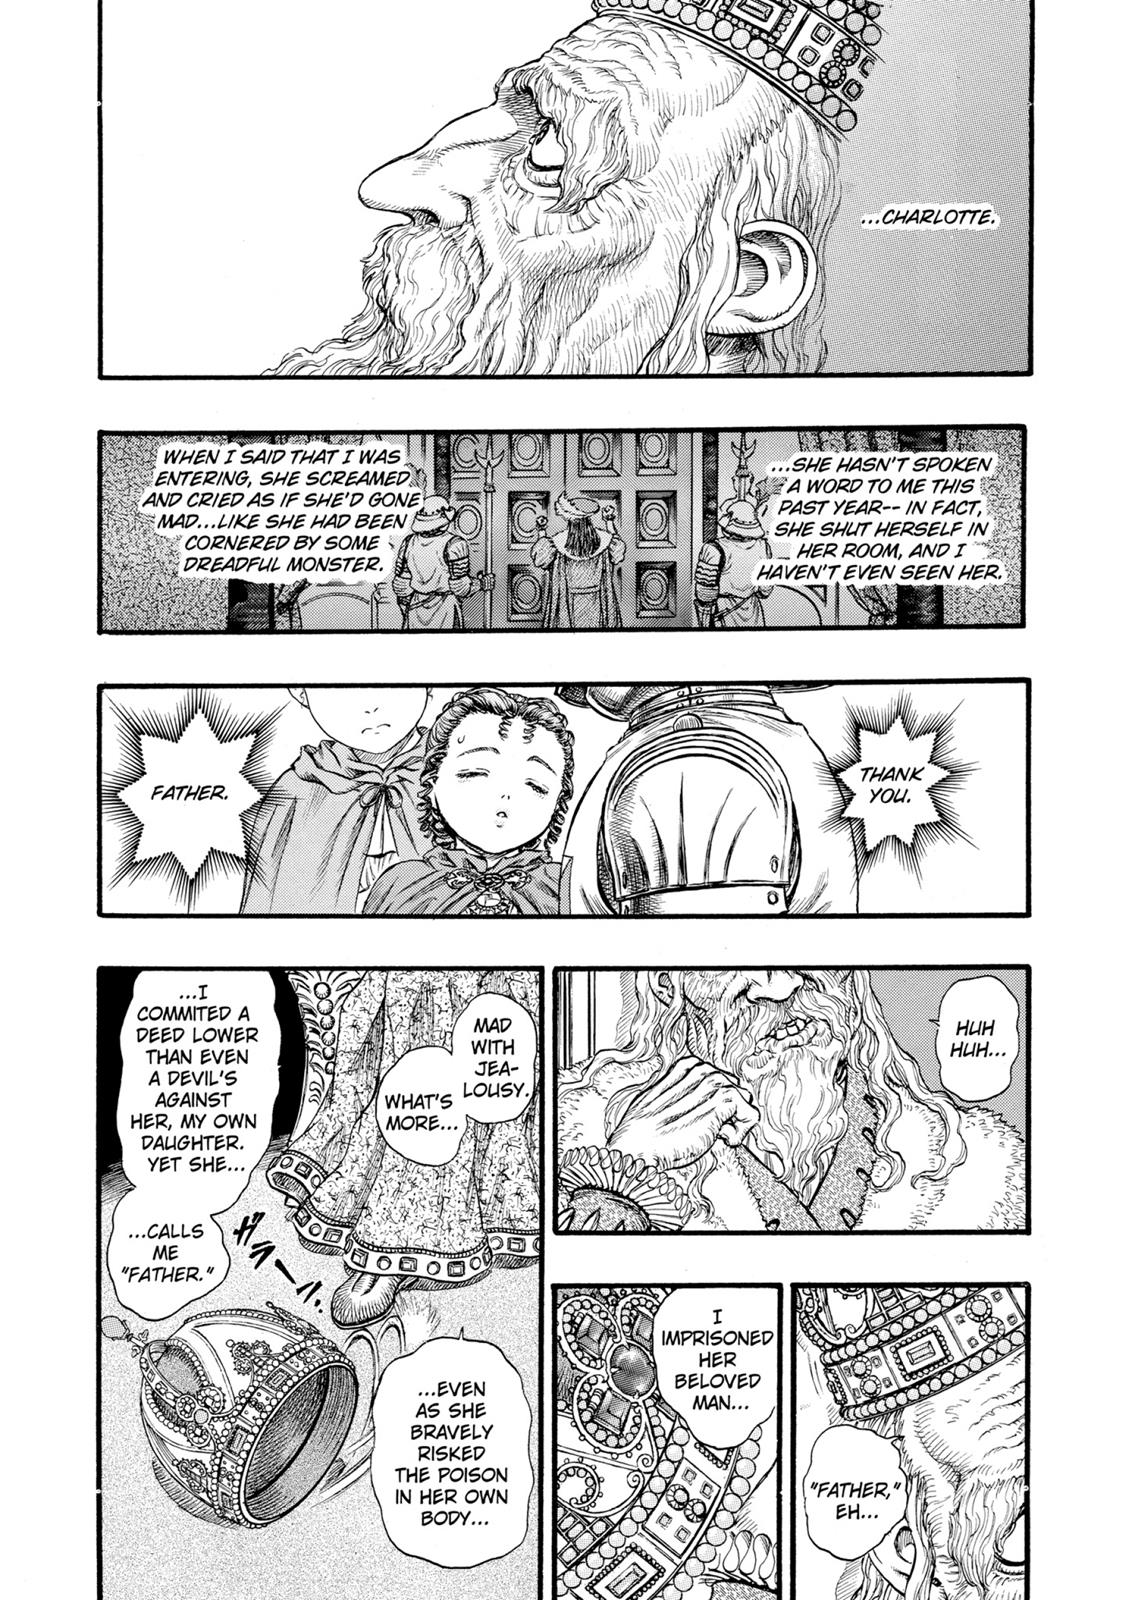 ...CHARLOTTE.
...SHE HASN'T SPOKEN
A WORD TO ME THIS
PAST YEAR-- IN FACT,
SHE SHUT HERSELF IN
HER ROOM, AND I
HAVEN'T EVEN SEEN HER.
WHEN I SAID THAT I WAS
ENTERING, SHE SCREAMED
AND CRIED AS IF SHE'D GONE
MAD...LIKE SHE HAD BEEN
CORNERED BY SOME
DREADFUL MONSTER.
THANK
YOU.
FATHER.
HUH
HUH...
"FATHER,"
EH...
I
IMPRISONED
HER
BELOVED
MAN...
MAD
WITH
JEA-
LOUSY.
WHAT'S
MORE...
...I
COMMITED A
DEED LOWER
THAN EVEN
A DEVIL'S
AGAINST
HER, MY OWN
DAUGHTER.
YET SHE...
...CALLS
ME
"FATHER."
ガラーー...
...EVEN
AS SHE
BRAVELY
RISKED
THE POISON
IN HER OWN
BODY...